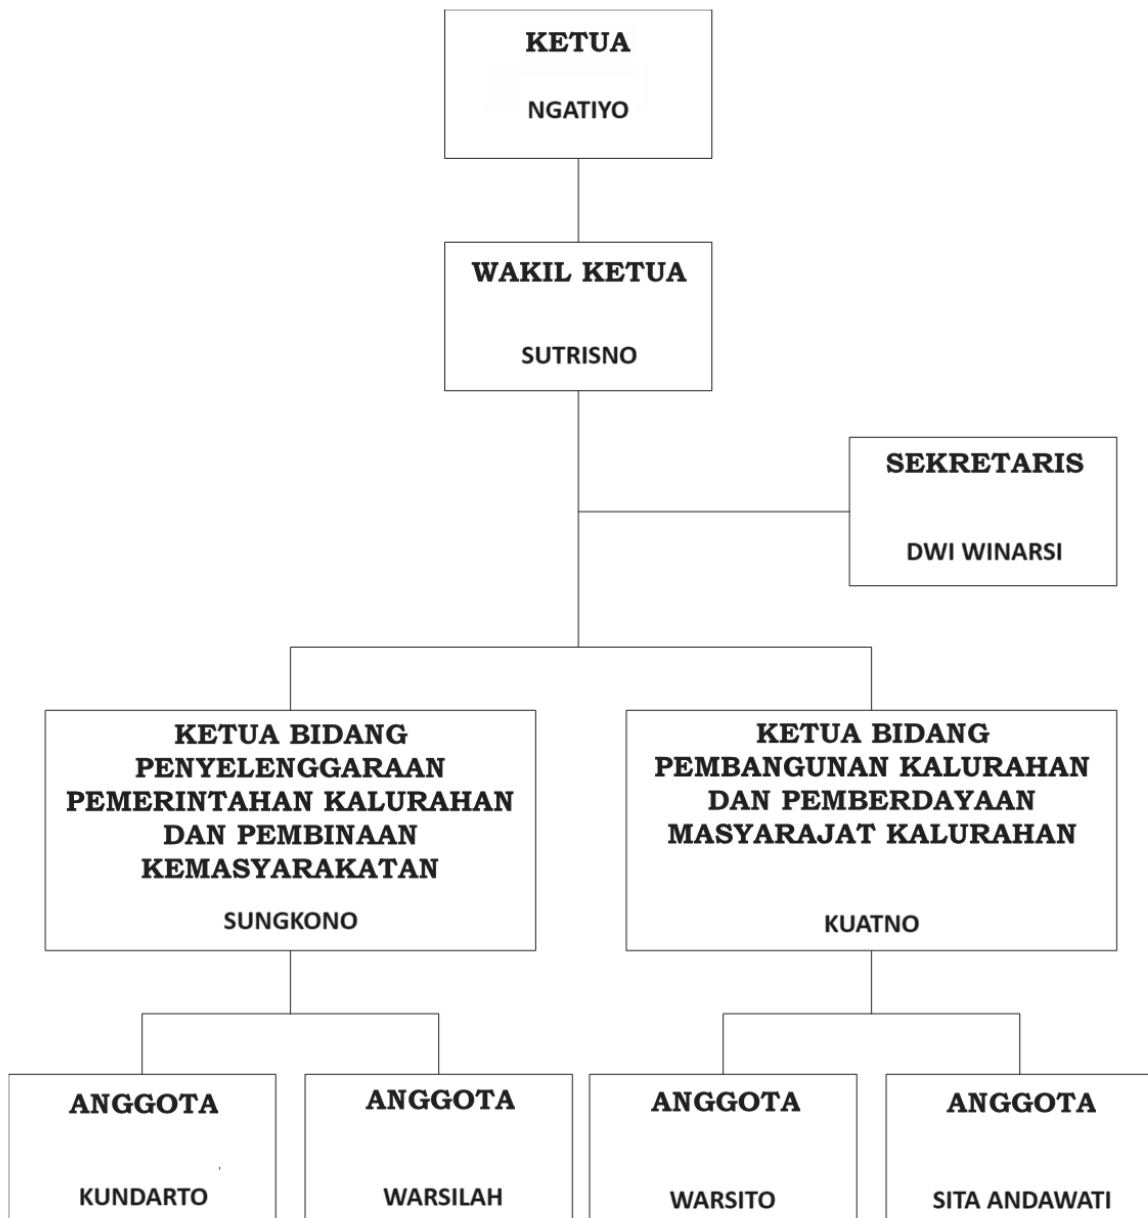 KETUA
NGATIYO
WAKIL KETUA
SUTRISNO
SEKRETARIS
DWI WINARSI
KETUA BIDANG
PENYELENGGARAAN
PEMERINTAHAN KALURAHAN
DAN PEMBINAAN
KEMASYARAKATAN
SUNGKONO
KETUA BIDANG
PEMBANGUNAN KALURAHAN
DAN PEMBERDAYAAN
MASYARAJAT KALURAHAN
KUATNO
ANGGOTA
KUNDARTO
ANGGOTA
WARSILAH
ANGGOTA
WARSITO
ANGGOTA
SITA ANDAWATI